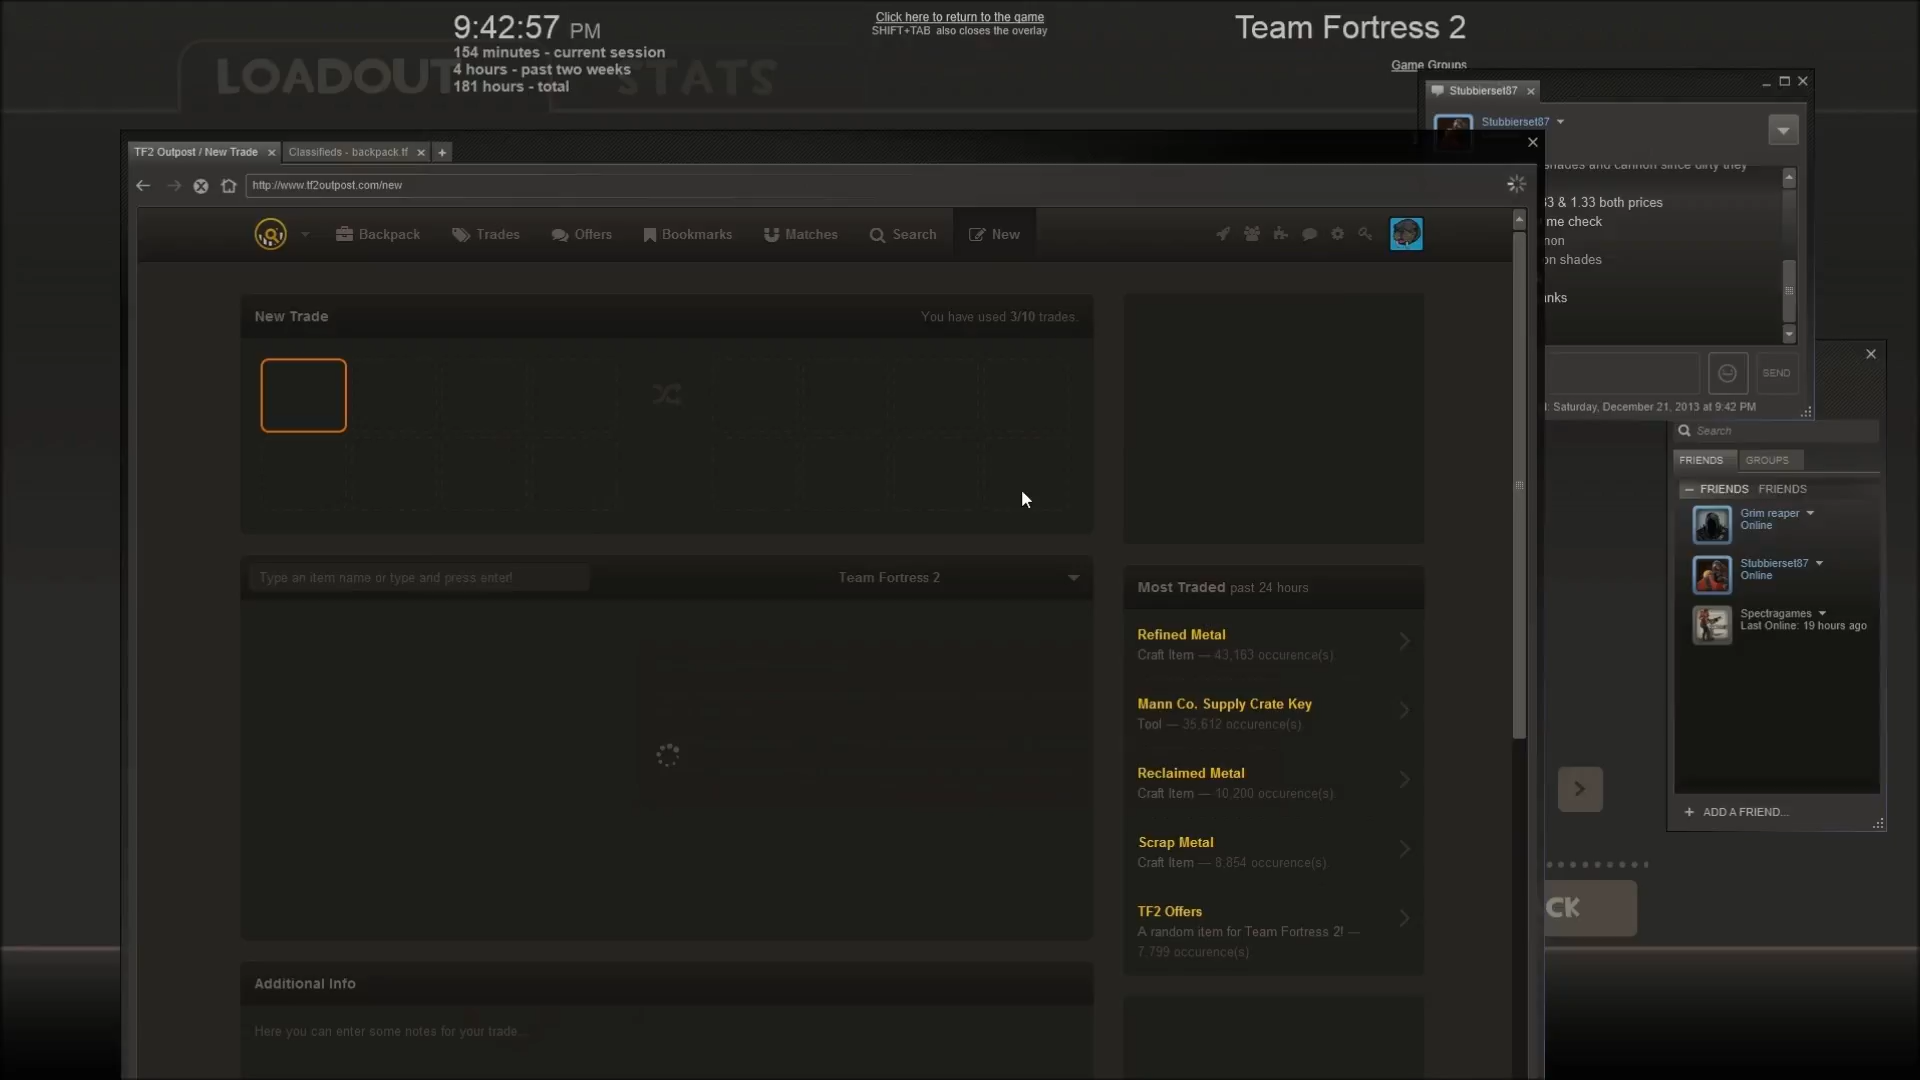 9:42:57 PM
154 minutes - current session
4 hours - past two weeks
181 hours - total
Click here to return to the game
SHIFT+TAB also closes the overlay
Team Fortress 2
Game Groups
LOADOUT
STATS
Stubbierset87
Stubbierset87
shades and cannon since dirty they
3 & 1.33 both prices
me check
non
on shades
anks
SEND
Saturday, December 21, 2013 at 9:42 PM
TF2 Outpost / New Trade
Classifieds - backpack.tf
http://www.tf2outpost.com/new
Backpack
Trades
Offers
Bookmarks
Matches
Search
New
New Trade
You have used 3/10 trades.
Type an item name or type and press enter!
Team Fortress 2
Most Traded past 24 hours
Refined Metal
Craft Item — 43,163 occurence(s).
Mann Co. Supply Crate Key
Tool — 35,612 occurence(s).
Reclaimed Metal
Craft Item — 10,200 occurence(s).
Scrap Metal
Craft Item — 8,854 occurence(s).
TF2 Offers
A random item for Team Fortress 2! —
7,799 occurence(s).
Additional Info
Here you can enter some notes for your trade...
Search
FRIENDS
GROUPS
FRIENDS FRIENDS
Grim reaper
Online
Stubbierset87
Online
Spectragames
Last Online: 19 hours ago
ADD A FRIEND...
CK